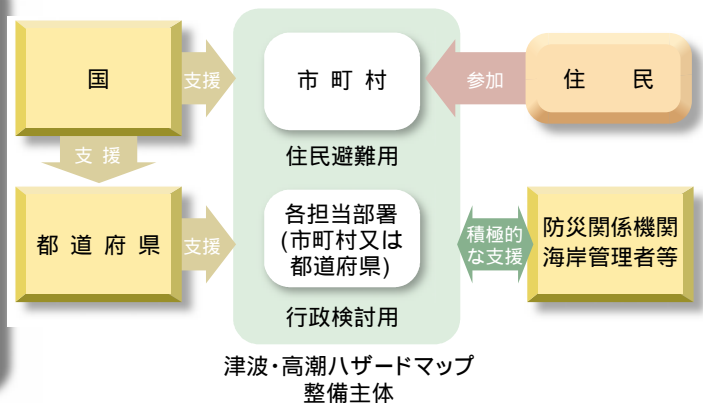 国
支援
市町村
参加
住民
住民避難用
支援
都道府県
支援
各担当部署
(市町村又は
都道府県)
積極的
な支援
防災関係機関
海岸管理者等
行政検討用
津波・高潮ハザードマップ
整備主体